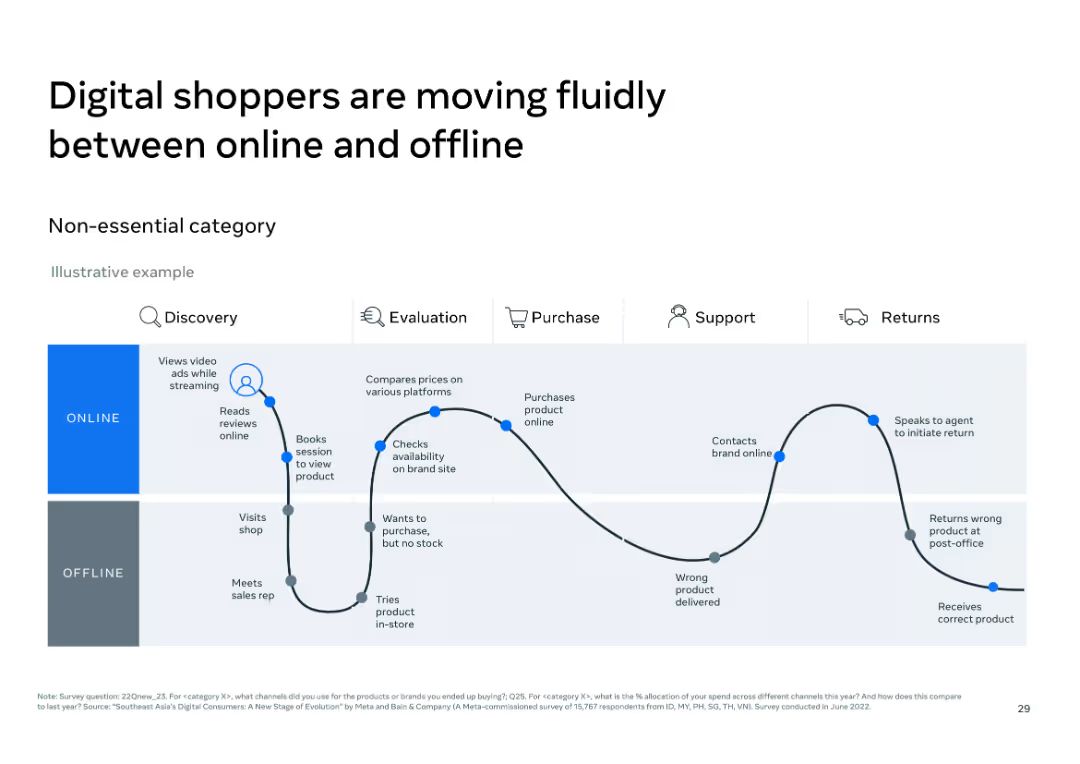 Digital shoppers are moving fluidly
between online and offline
Non-essential category
Illustrative example
Discovery
Evaluation
Purchase
Support
Returns
ONLINE
Views video
ads while
streaming
Reads
reviews
online
Books
session
to view
product
Compares prices on
various platforms
Checks
availability
on brand site
Purchases
product
online
Contacts
brand online
Speaks to agent
to initiate return
OFFLINE
Visits
shop
Meets
sales rep
Wants to
purchase,
but no stock
Tries
product
in-store
Wrong
product
delivered
Returns wrong
product at
post-office
Receives
correct product
Note: Survey question: 22Qnew_23. For <category X>, what channels did you use for the products or brands you ended up buying?; Q25. For <category X>, what is the % allocation of your spend across different channels this year? And how does this compare
to last year? Source: "Southeast Asia's Digital Consumers: A New Stage of Evolution" by Meta and Bain & Company (A Meta-commissioned survey of 15,767 respondents from ID, MY, PH, SG, TH, VN). Survey conducted in June 2022.
29